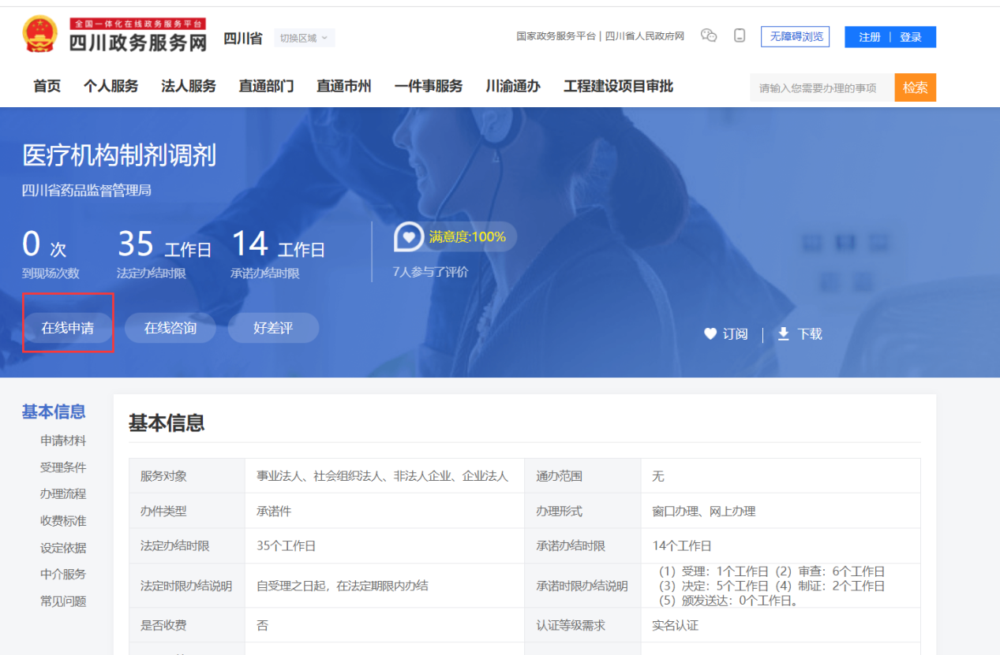 全国一体化在线政务服务平台
四川政务服务网
四川省
切换区域
国家政务服务平台 | 四川省人民政府网
无障碍浏览
注册 | 登录
首页 个人服务 法人服务 直通部门 直通市州 一件事服务 川渝通办 工程建设项目审批
请输入您需要办理的事项
检索
医疗机构制剂调剂
四川省药品监督管理局
0 次 35 工作日 14 工作日
到现场次数 法定办结时限 承诺办结时限
满意度:100%
7人参与了评价
在线申请 在线咨询 好差评
订阅 | 下载
基本信息
申请材料
受理条件
办理流程
收费标准
设定依据
中介服务
常见问题
基本信息
服务对象 事业法人、社会组织法人、非法人企业、企业法人 通办范围 无
办件类型 承诺件 办理形式 窗口办理、网上办理
法定办结时限 35个工作日 承诺办结时限 14个工作日
法定时限办结说明 自受理之日起，在法定期限内办结 承诺时限办结说明
（1）受理：1个工作日（2）审查：6个工作日
（3）决定：5个工作日（4）制证：2个工作日
（5）颁发送达：0个工作日。
是否收费 否 认证等级需求 实名认证